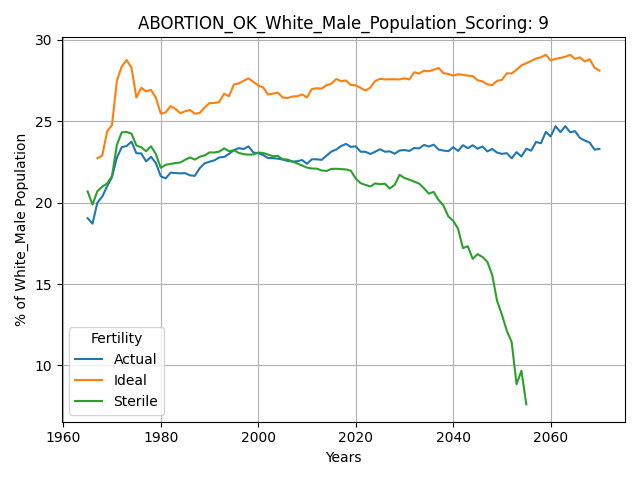 ABORTION_OK_White_Male_Population_Scoring: 9
% of White_Male Population
30
25
20
15
10
Fertility
Actual
Ideal
Sterile
1960 1980 2000 2020 2040 2060
Years